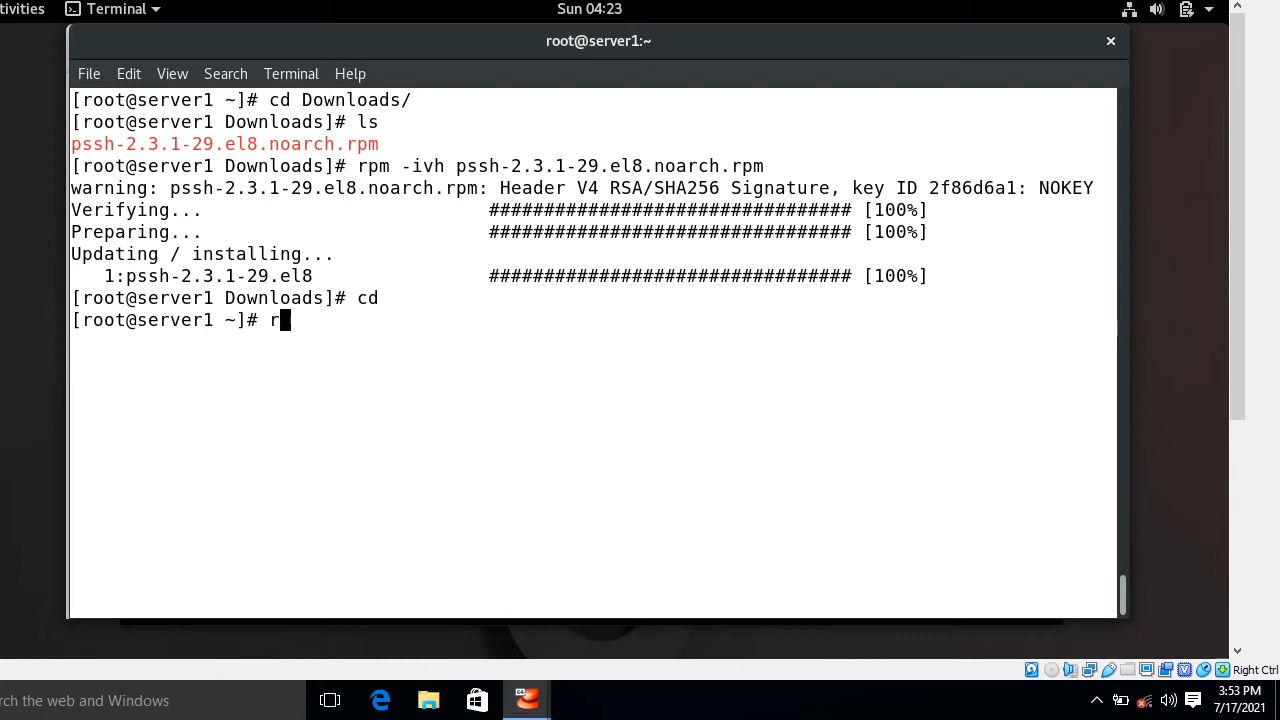 tivities Terminal Sun 04:23
root@server1:~ ×
File Edit View Search Terminal Help
[root@server1 ~]# cd Downloads/
[root@server1 Downloads]# ls
pssh-2.3.1-29.el8.noarch.rpm
[root@server1 Downloads]# rpm -ivh pssh-2.3.1-29.el8.noarch.rpm
warning: pssh-2.3.1-29.el8.noarch.rpm: Header V4 RSA/SHA256 Signature, key ID 2f86d6a1: NOKEY
Verifying... ################################# [100%]
Preparing... ################################# [100%]
Updating / installing...
1:pssh-2.3.1-29.el8 ################################# [100%]
[root@server1 Downloads]# cd
[root@server1 ~]# r
Right Ctrl
rch the web and Windows
3:53 PM
7/17/2021